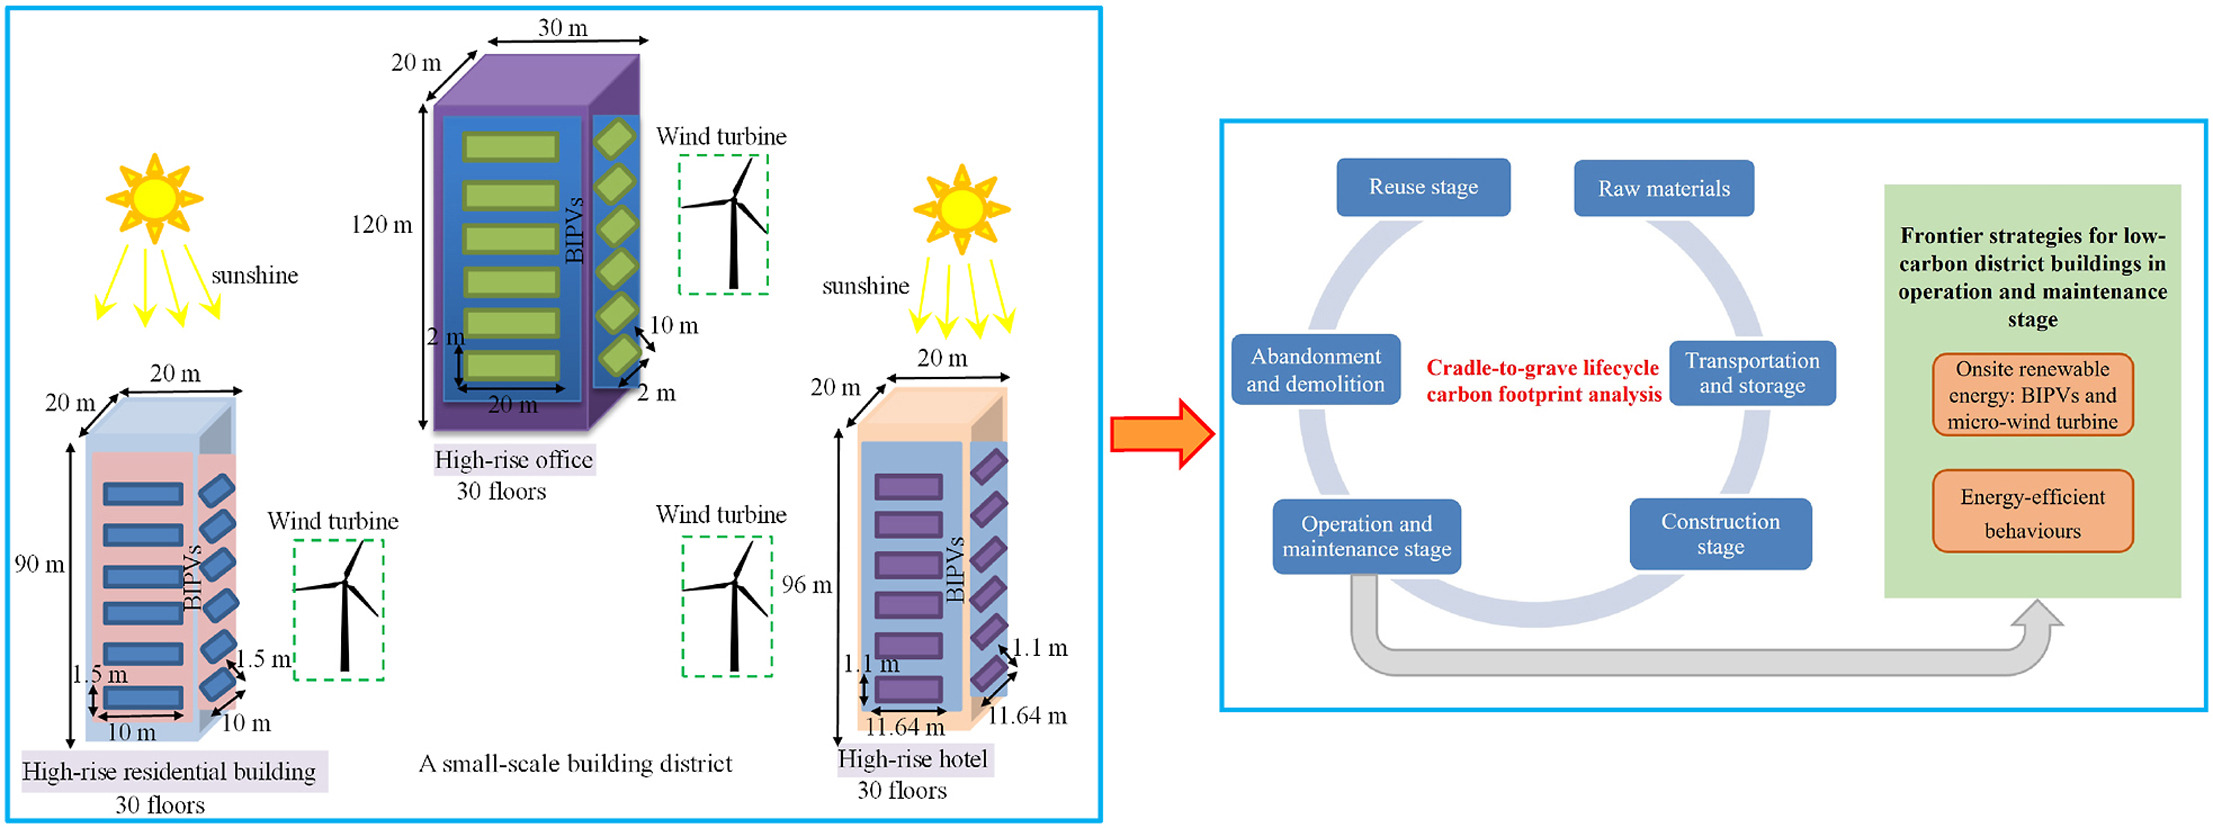 30 m
20 m
120 m
BIPVs
2 m
20 m
10 m
2 m
High-rise office
30 floors
Wind turbine
sunshine
sunshine
20 m
20 m
90 m
BIPVs
1.5 m
10 m
1.5 m
10 m
High-rise residential building
30 floors
Wind turbine
Wind turbine
A small-scale building district
20 m
20 m
96 m
BIPVs
1.1 m
11.64 m
1.1 m
11.64 m
High-rise hotel
30 floors
Reuse stage
Raw materials
Abandonment
and demolition
Cradle-to-grave lifecycle
carbon footprint analysis
Transportation
and storage
Operation and
maintenance stage
Construction
stage
Frontier strategies for low-
carbon district buildings in
operation and maintenance
stage
Onsite renewable
energy: BIPVs and
micro-wind turbine
Energy-efficient
behaviours